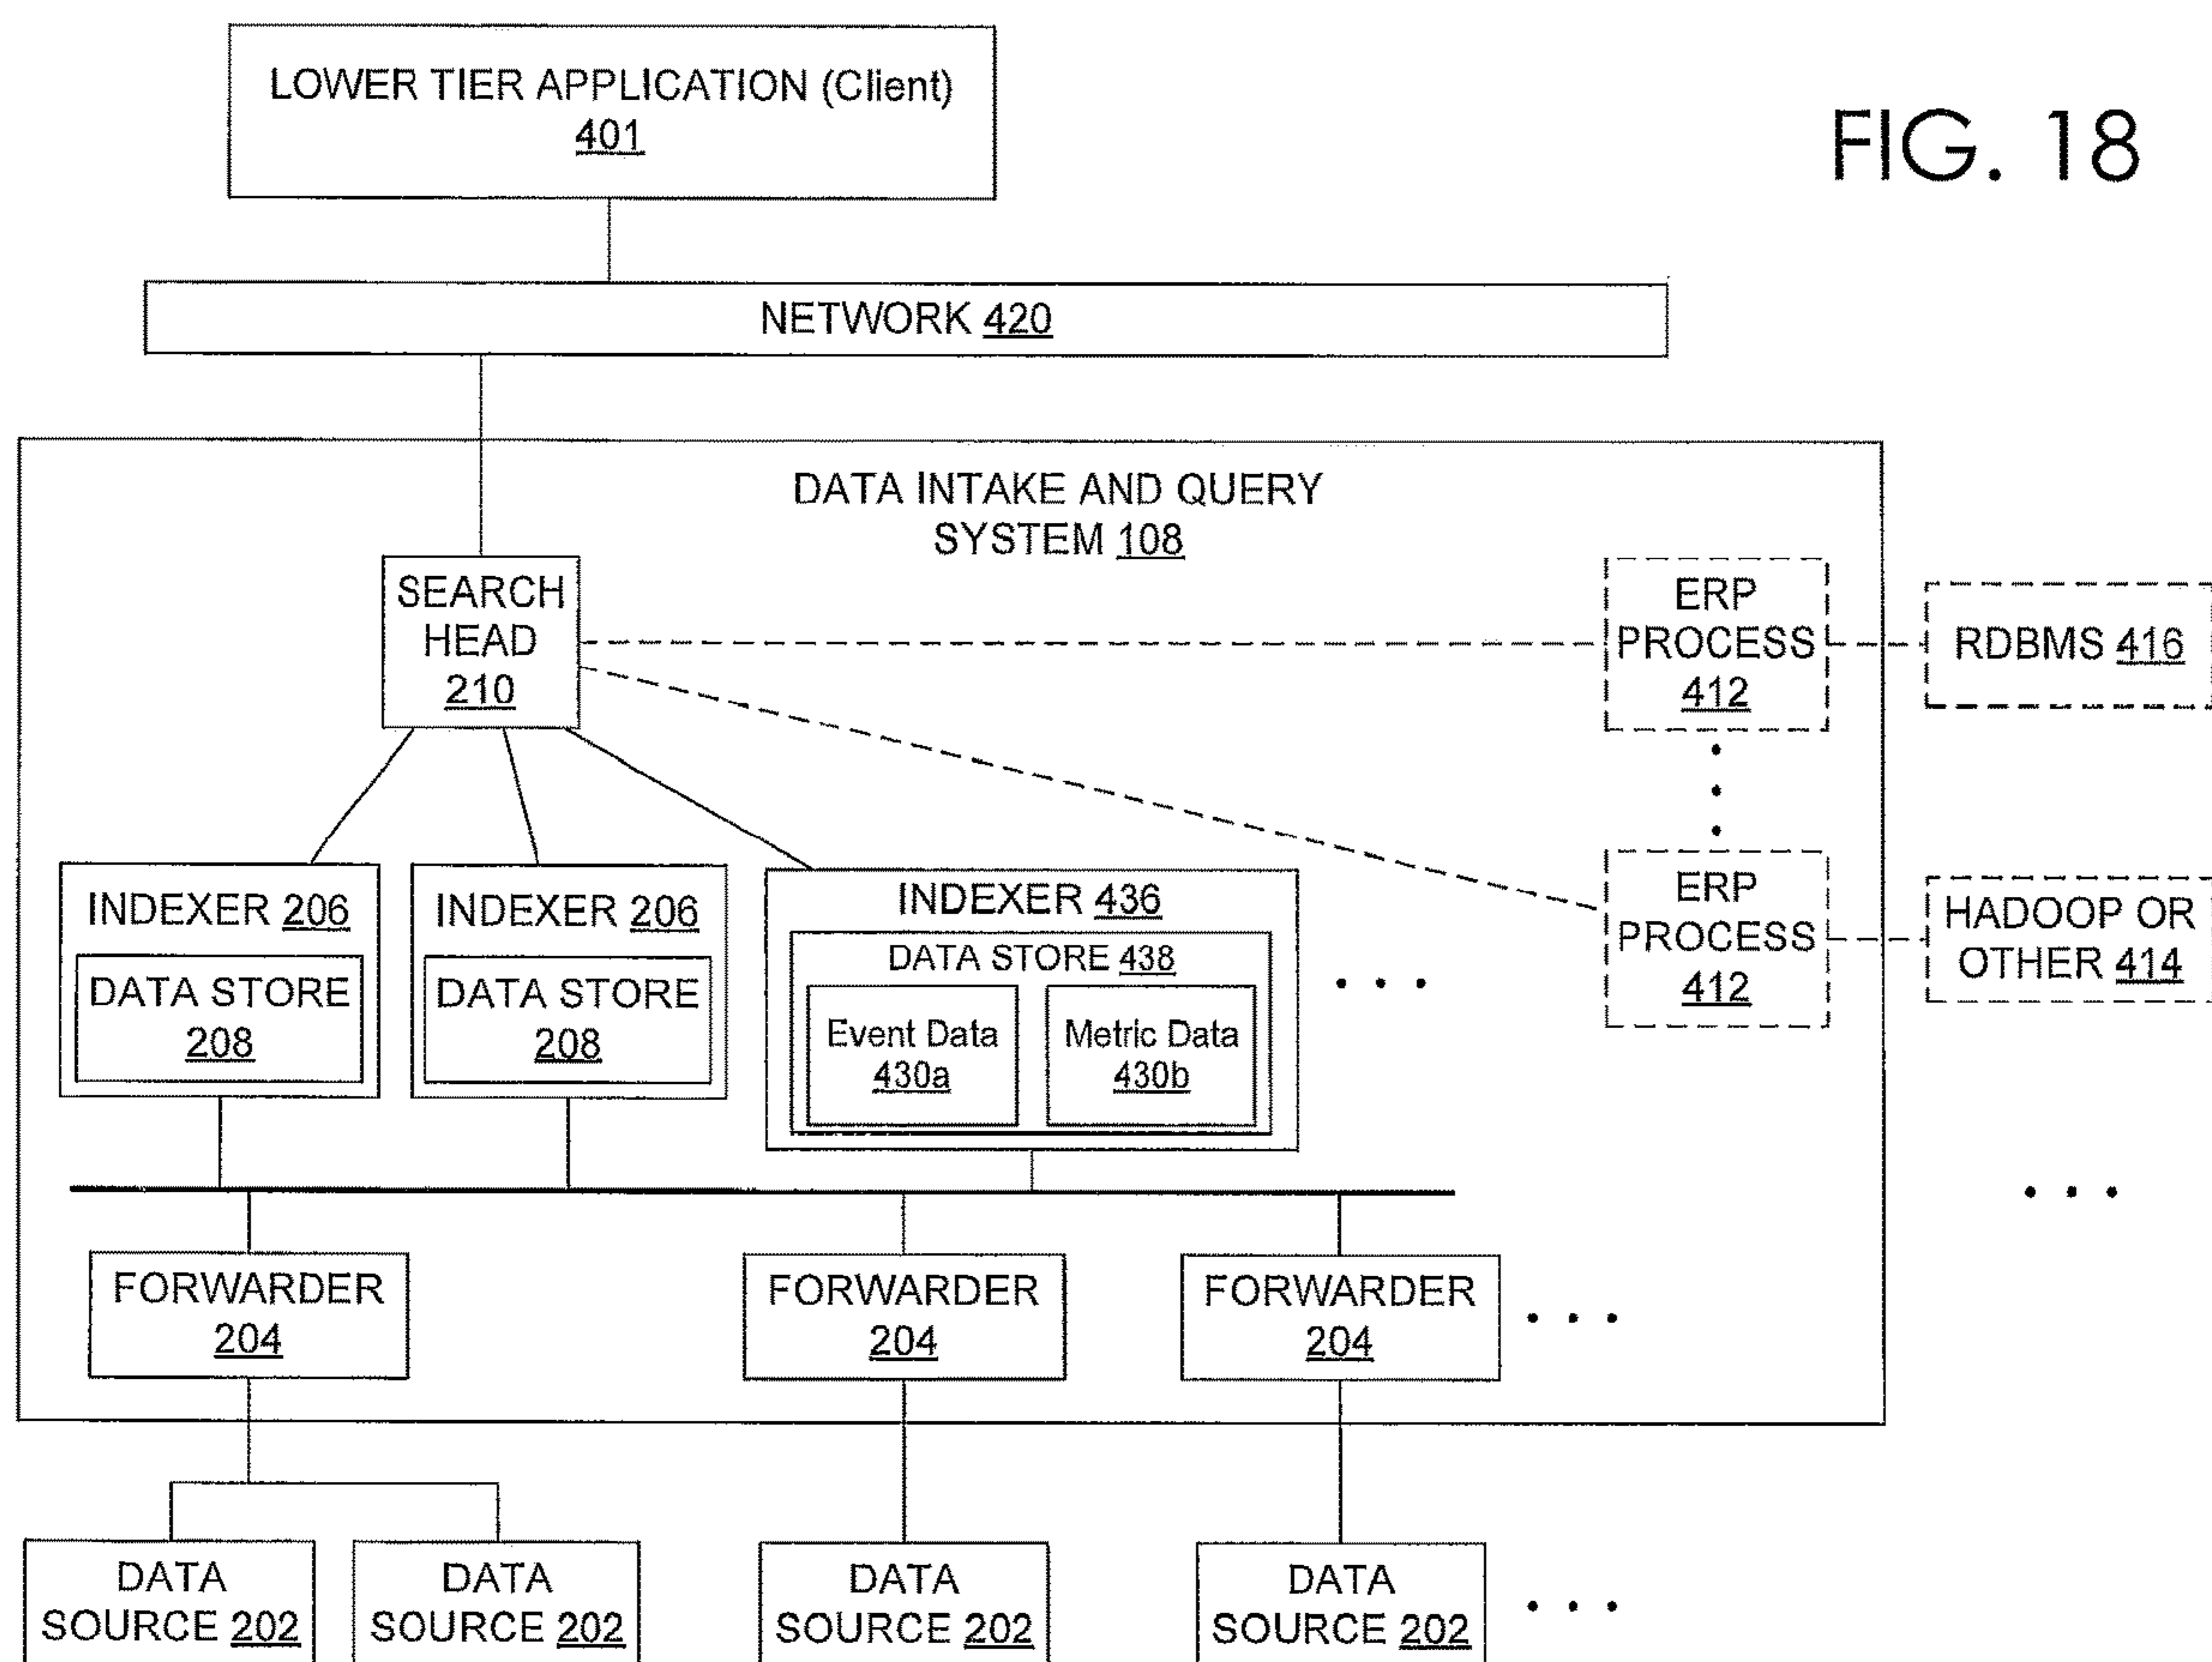 LOWER TIER APPLICATION (Client)
401
FIG. 18
NETWORK 420
DATA INTAKE AND QUERY
SYSTEM 108
SEARCH
HEAD
210
ERP
PROCESS
412
RDBMS 416
INDEXER 206
DATA STORE
208
INDEXER 206
DATA STORE
208
INDEXER 436
DATA STORE 438
Event Data
430a
Metric Data
430b
. . .
ERP
PROCESS
412
HADOOP OR
OTHER 414
. . .
FORWARDER
204
FORWARDER
204
FORWARDER
204
. . .
DATA
SOURCE 202
DATA
SOURCE 202
DATA
SOURCE 202
DATA
SOURCE 202
. . .